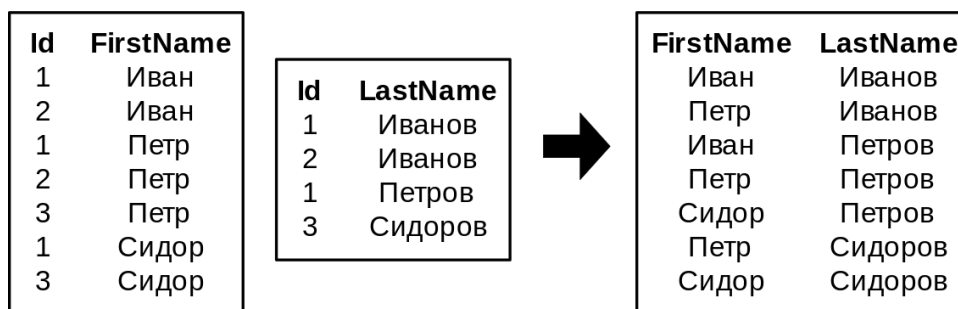 Id FirstName
1 Иван
2 Иван
1 Петр
2 Петр
3 Петр
1 Сидор
3 Сидор
Id LastName
1 Иванов
2 Иванов
1 Петров
3 Сидоров
FirstName LastName
Иван Иванов
Петр Иванов
Иван Петров
Петр Петров
Сидор Петров
Петр Сидоров
Сидор Сидоров